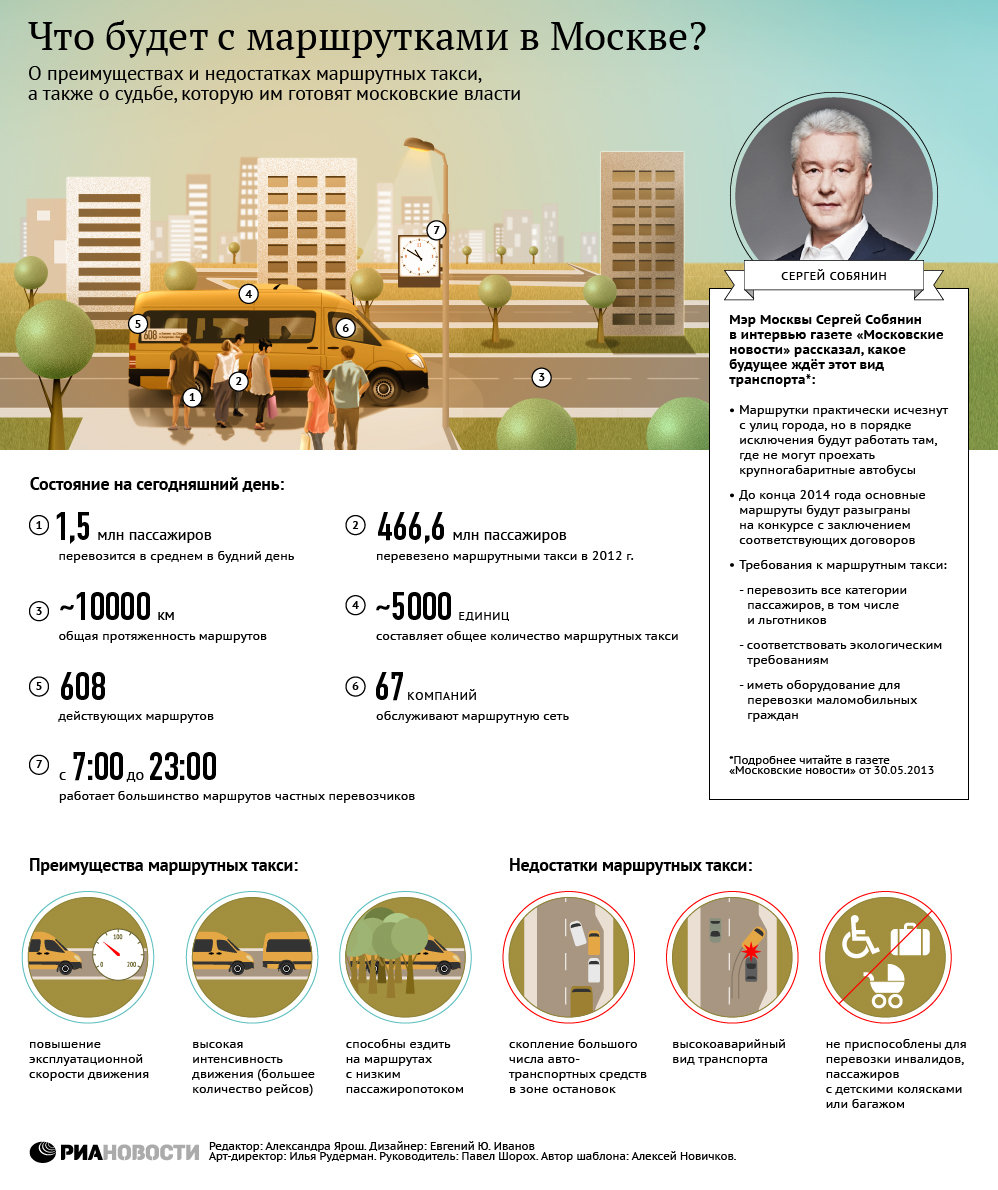 Что будет с маршрутками в Москве?
О преимуществах и недостатках маршрутных такси,
а также о судьбе, которую им готовят московские власти
7
4
5
608
6
3
2
1
СЕРГЕЙ СОБЯНИН
Мэр Москвы Сергей Собянин
в интервью газете «Московские
новости» рассказал, какое
будущее ждёт этот вид
транспорта*:
• Маршрутки практически исчезнут
с улиц города, но в порядке
исключения будут работать там,
где не могут проехать
крупногабаритные автобусы
• До конца 2014 года основные
маршруты будут разыграны
на конкурсе с заключением
соответствующих договоров
• Требования к маршрутным такси:
- перевозить все категории
пассажиров, в том числе
и льготников
- соответствовать экологическим
требованиям
- иметь оборудование для
перевозки маломобильных
граждан
*Подробнее читайте в газете
«Московские новости» от 30.05.2013
Состояние на сегодняшний день:
1 1,5 млн пассажиров
перевозится в среднем в будний день
2 466,6 млн пассажиров
перевезено маршрутными такси в 2012 г.
3 ~10000 км
общая протяженность маршрутов
4 ~5000 единиц
составляет общее количество маршрутных такси
5 608
действующих маршрутов
6 67 компаний
обслуживают маршрутную сеть
7 с 7:00 до 23:00
работает большинство маршрутов частных перевозчиков
Преимущества маршрутных такси:
0 100 200
повышение
эксплуатационной
скорости движения
высокая
интенсивность
движения (большее
количество рейсов)
способны ездить
на маршрутах
с низким
пассажиропотоком
Недостатки маршрутных такси:
скопление большого
числа авто-
транспортных средств
в зоне остановок
высокоаварийный
вид транспорта
не приспособлены для
перевозки инвалидов,
пассажиров
с детскими колясками
или багажом
РИАНОВОСТИ
Редактор: Александра Ярош. Дизайнер: Евгений Ю. Иванов
Арт-директор: Илья Рудерман. Руководитель: Павел Шорох. Автор шаблона: Алексей Новичков.